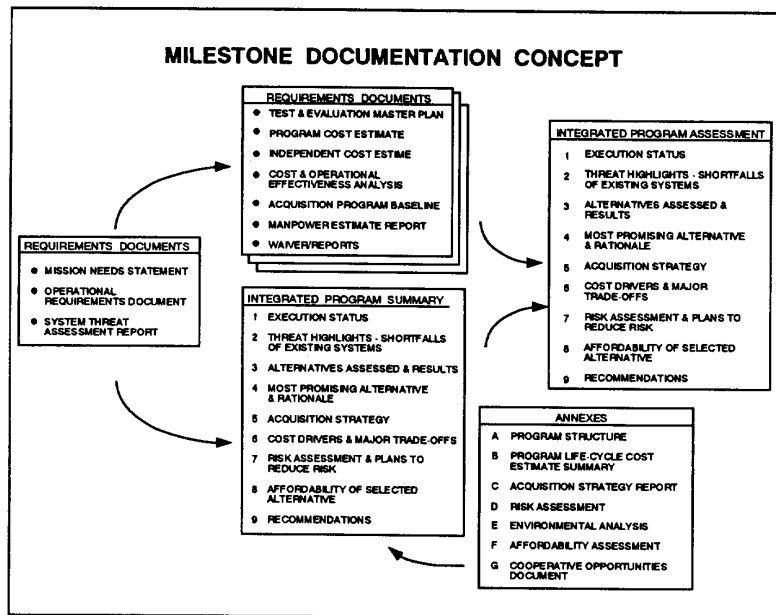 MILESTONE DOCUMENTATION CONCEPT
REQUIREMENTS DOCUMENTS
● MISSION NEEDS STATEMENT
● OPERATIONAL
REQUIREMENTS DOCUMENT
● SYSTEM THREAT
ASSESSMENT REPORT
REQUIREMENTS DOCUMENTS
● TEST & EVALUATION MASTER PLAN
● PROGRAM COST ESTIMATE
● INDEPENDENT COST ESTIME
● COST & OPERATIONAL
EFFECTIVENESS ANALYSIS
● ACQUISITION PROGRAM BASELINE
● MANPOWER ESTIMATE REPORT
● WAIVER/REPORTS
INTEGRATED PROGRAM SUMMARY
1 EXECUTION STATUS
2 THREAT HIGHLIGHTS - SHORTFALLS
OF EXISTING SYSTEMS
3 ALTERNATIVES ASSESSED & RESULTS
4 MOST PROMISING ALTERNATIVE
& RATIONALE
5 ACQUISITION STRATEGY
6 COST DRIVERS & MAJOR TRADE-OFFS
7 RISK ASSESSMENT & PLANS TO
REDUCE RISK
8 AFFORDABILITY OF SELECTED
ALTERNATIVE
9 RECOMMENDATIONS
INTEGRATED PROGRAM ASSESSMENT
1 EXECUTION STATUS
2 THREAT HIGHLIGHTS - SHORTFALLS
OF EXISTING SYSTEMS
3 ALTERNATIVES ASSESSED &
RESULTS
4 MOST PROMISING ALTERNATIVE
& RATIONALE
5 ACQUISITION STRATEGY
6 COST DRIVERS & MAJOR
TRADE-OFFS
7 RISK ASSESSMENT & PLANS TO
REDUCE RISK
8 AFFORDABILITY OF SELECTED
ALTERNATIVE
9 RECOMMENDATIONS
ANNEXES
A PROGRAM STRUCTURE
B PROGRAM LIFE-CYCLE COST
ESTIMATE SUMMARY
C ACQUISITION STRATEGY REPORT
D RISK ASSESSMENT
E ENVIRONMENTAL ANALYSIS
F AFFORDABILITY ASSESSMENT
G COOPERATIVE OPPORTUNITIES
DOCUMENT